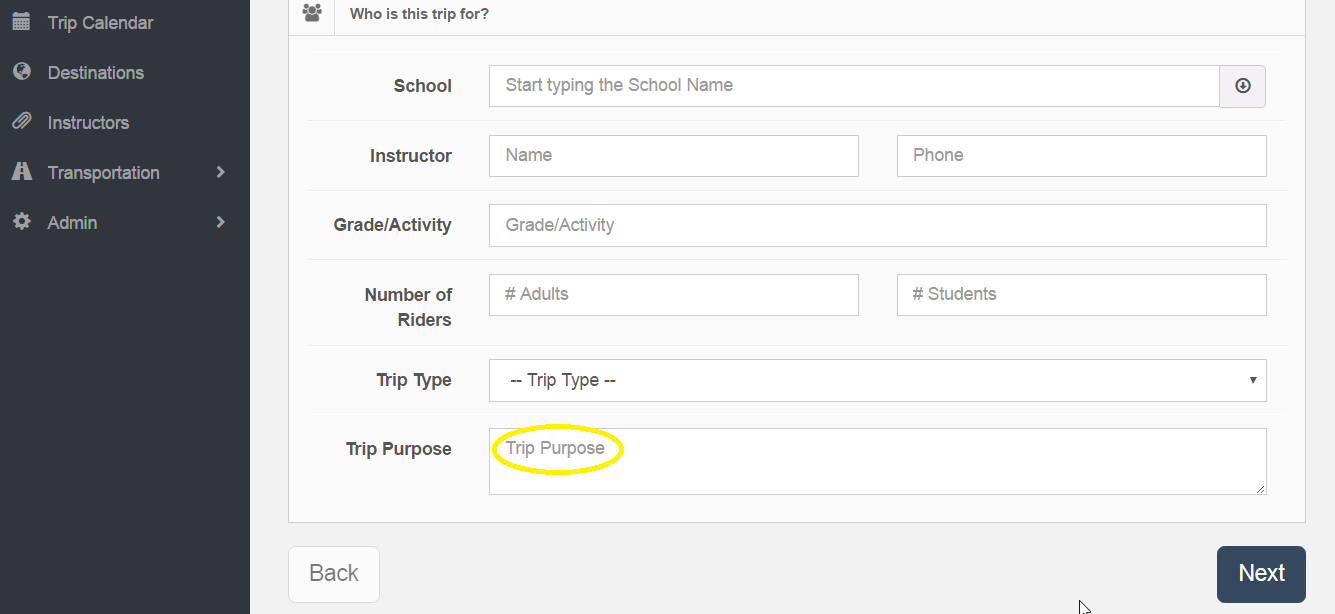 Trip Calendar
Destinations
Instructors
Transportation
Admin
Who is this trip for?
School
Start typing the School Name
Instructor
Name
Phone
Grade/Activity
Grade/Activity
Number of
Riders
# Adults
# Students
Trip Type
-- Trip Type --
Trip Purpose
Trip Purpose
Back
Next